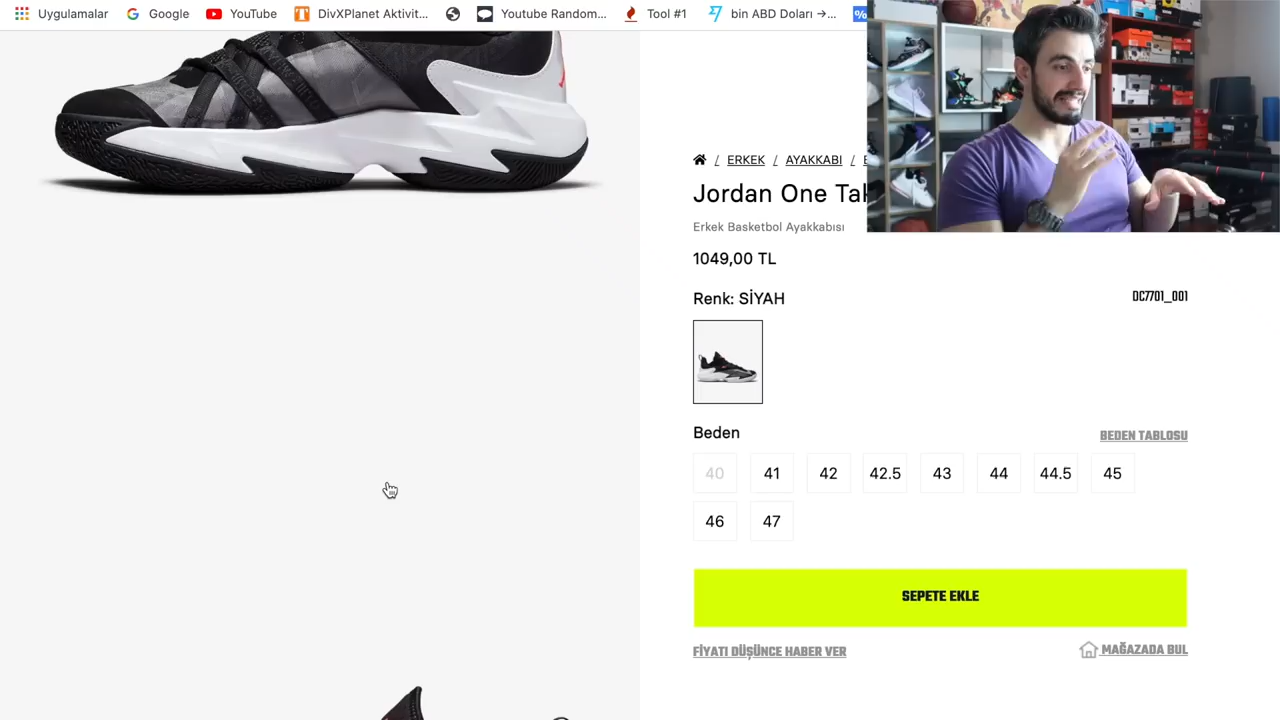 Uygulamalar Google YouTube DivXPlanet Aktivit... Youtube Random... Tool #1 bin ABD Doları →... %
/ ERKEK / AYAKKABI /
Jordan One
Erkek Basketbol Ayakkabısı
1049,00 TL
Renk: SİYAH
DC7701_001
Beden
BEDEN TABLOSU
40 41 42 42.5 43 44 44.5 45
46 47
SEPETE EKLE
FİYATI DÜŞÜNCE HABER VER
MAĞAZADA BUL